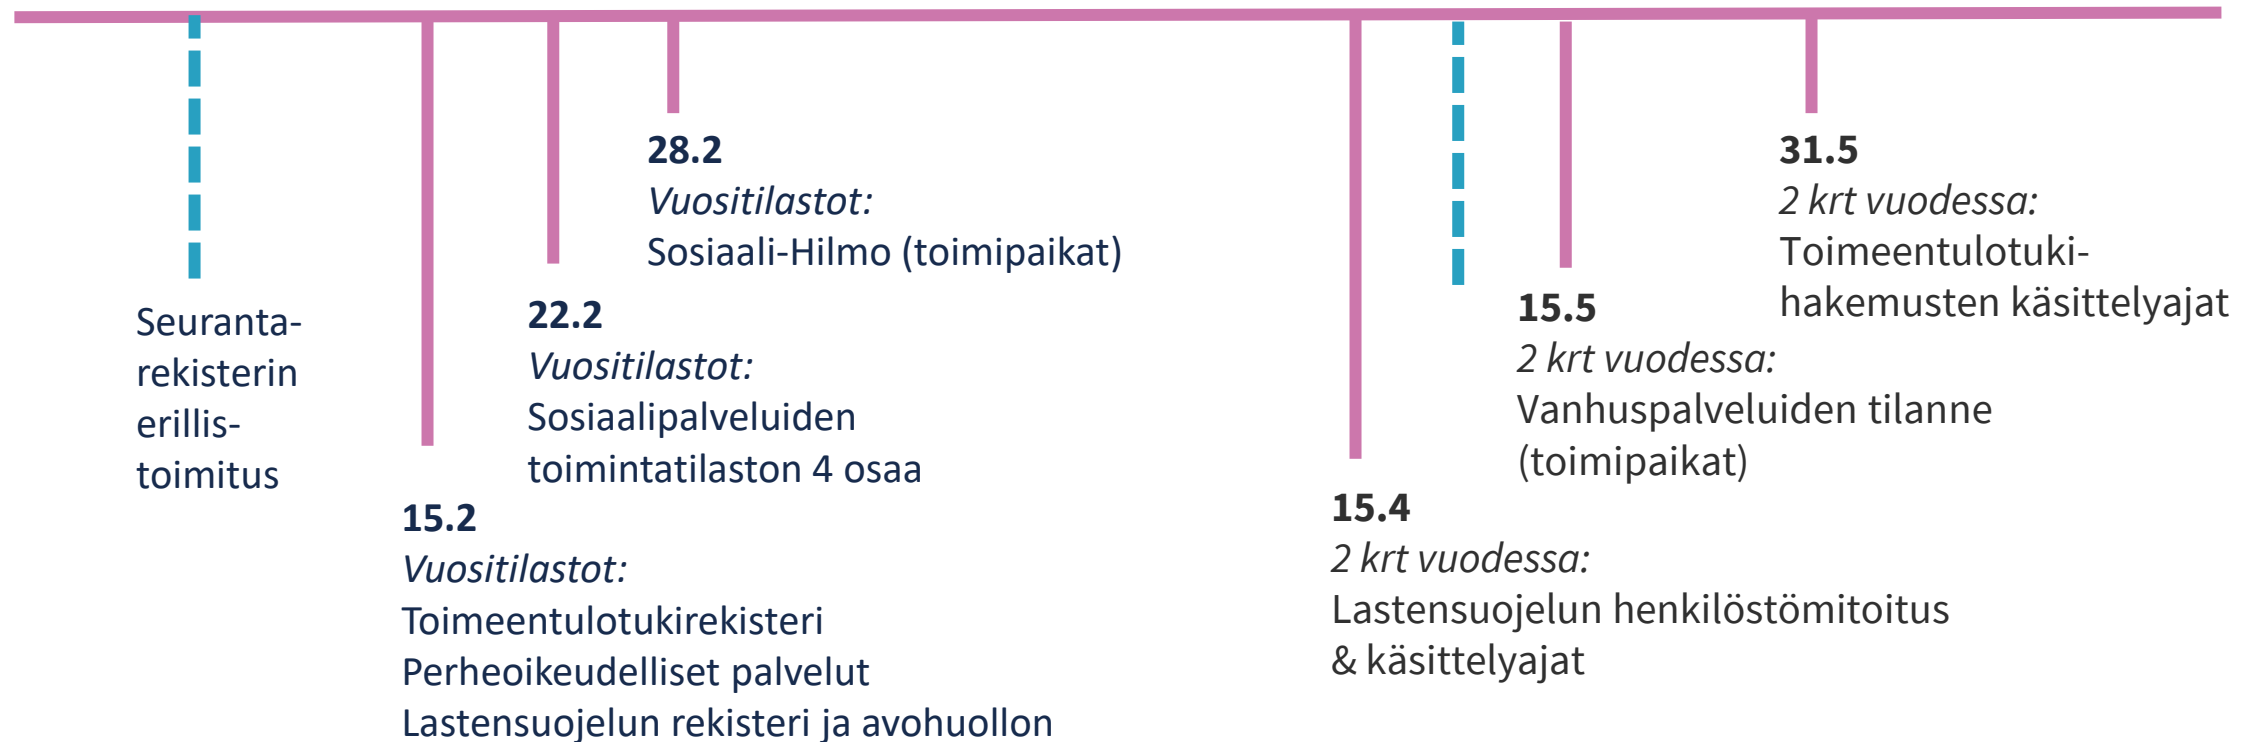 Seuranta-
rekisterin
erillis-
toimitus
15.2
Vuositilastot:
Toimeentulotukirekisteri
Perheoikeudelliset palvelut
Lastensuojelun rekisteri ja avohuollon
22.2
Vuositilastot:
Sosiaalipalveluiden
toimintatilaston 4 osaa
28.2
Vuositilastot:
Sosiaali-Hilmo (toimipaikat)
15.4
2 krt vuodessa:
Lastensuojelun henkilöstömitoitus
& käsittelyajat
15.5
2 krt vuodessa:
Vanhuspalveluiden tilanne
(toimipaikat)
31.5
2 krt vuodessa:
Toimeentulotuki-
hakemusten käsittelyajat